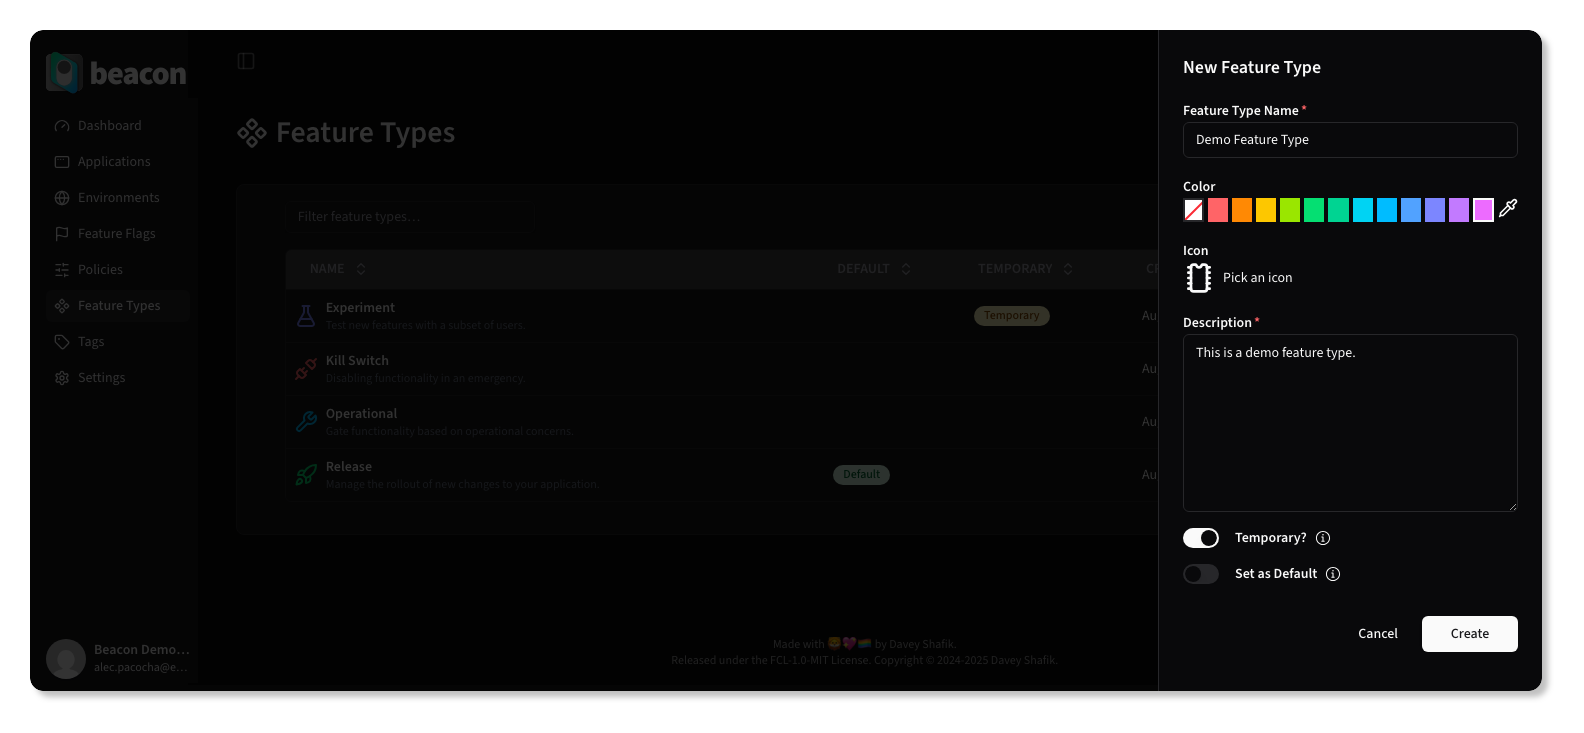 beacon
Dashboard
Applications
Environments
Feature Flags
Policies
Feature Types
Tags
Settings
Beacon Demo...
alec.pacocha@e...
Feature Types
Filter feature types...
NAME DEFAULT TEMPORARY
Experiment
Test new features with a subset of users.
Temporary
Au
Kill Switch
Disabling functionality in an emergency.
Au
Operational
Gate functionality based on operational concerns.
Au
Release
Manage the rollout of new changes to your application.
Default
Au
Made with 🦁💖🏳️‍🌈 by Davey Shafik.
Released under the FCL-1.0-MIT License. Copyright © 2024-2025 Davey Shafik.
New Feature Type
Feature Type Name *
Demo Feature Type
Color
Icon
Pick an icon
Description *
This is a demo feature type.
Temporary?
Set as Default
Cancel
Create